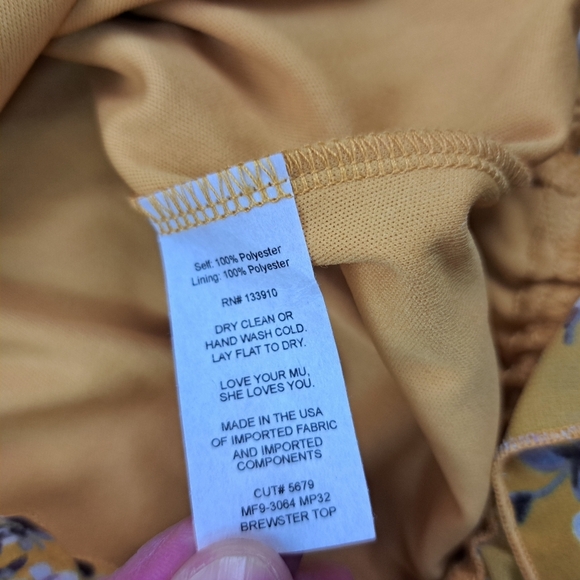 Self: 100% Polyester
Lining: 100% Polyester
RN# 133910
DRY CLEAN OR
HAND WASH COLD.
LAY FLAT TO DRY.
LOVE YOUR MU,
SHE LOVES YOU.
MADE IN THE USA
OF IMPORTED FABRIC
AND IMPORTED
COMPONENTS
CUT# 5679
MF9-3064 MP32
BREWSTER TOP